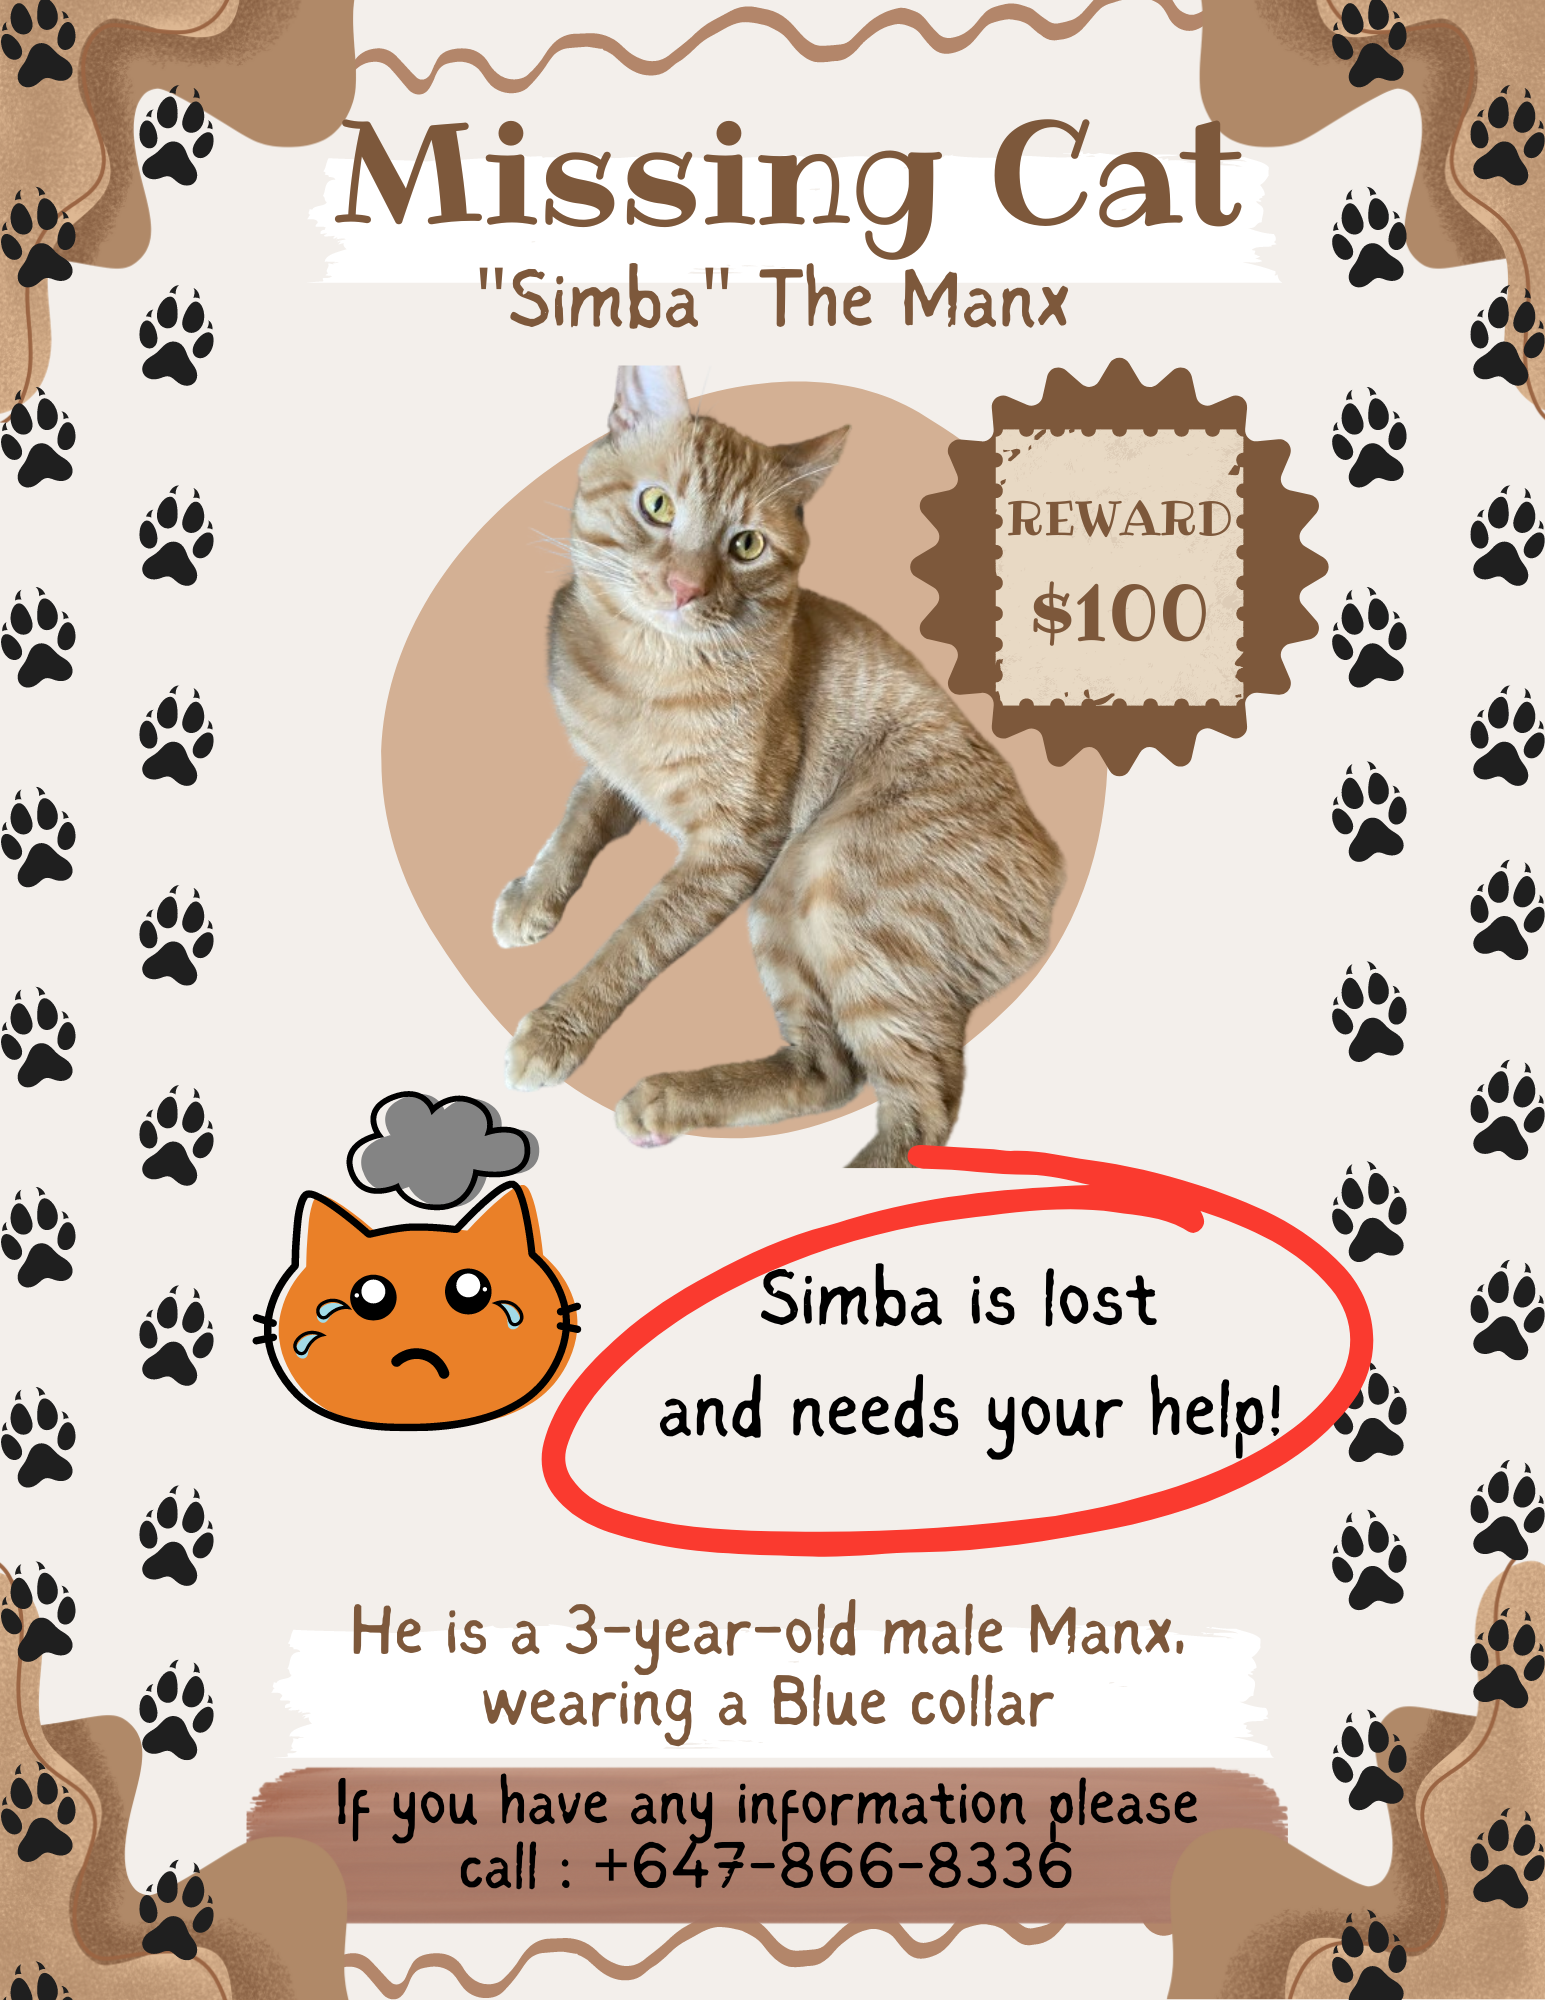 Missing Cat
"Simba" The Manx
REWARD
$100
Simba is lost
and needs your help!
He is a 3-year-old male Manx.
wearing a Blue collar
If you have any information please
call : +647-866-8336